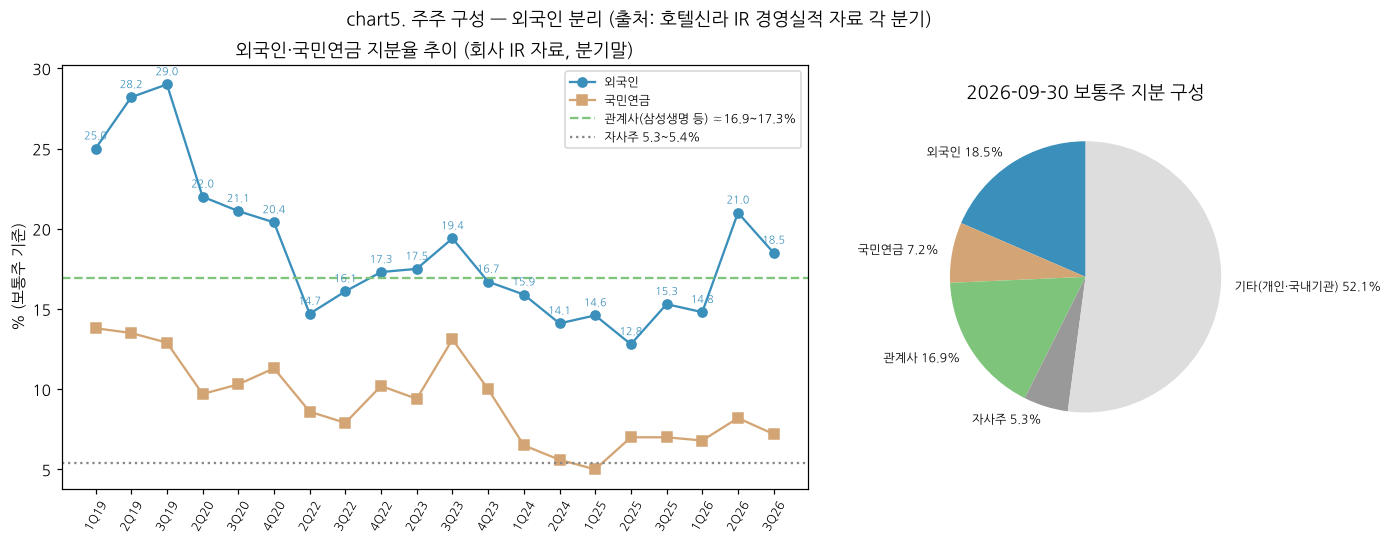 chart5. 주주 구성 — 외국인 분리 (출처: 호텔신라 IR 경영실적 자료 각 분기)
외국인·국민연금 지분율 추이 (회사 IR 자료, 분기말)
% (보통주 기준)
30
25
20
15
10
5
외국인
국민연금
관계사(삼성생명 등) ≈16.9~17.3%
자사주 5.3~5.4%
25.0
28.2
29.0
22.0
21.1
20.4
14.7
16.1
17.3
17.5
19.4
16.7
15.9
14.1
14.6
12.8
15.3
14.8
21.0
18.5
1Q19
2Q19
3Q19
2Q20
3Q20
4Q20
2Q22
3Q22
4Q22
2Q23
3Q23
4Q23
1Q24
2Q24
1Q25
2Q25
3Q25
1Q26
2Q26
3Q26
2026-09-30 보통주 지분 구성
외국인 18.5%
국민연금 7.2%
관계사 16.9%
자사주 5.3%
기타(개인·국내기관) 52.1%